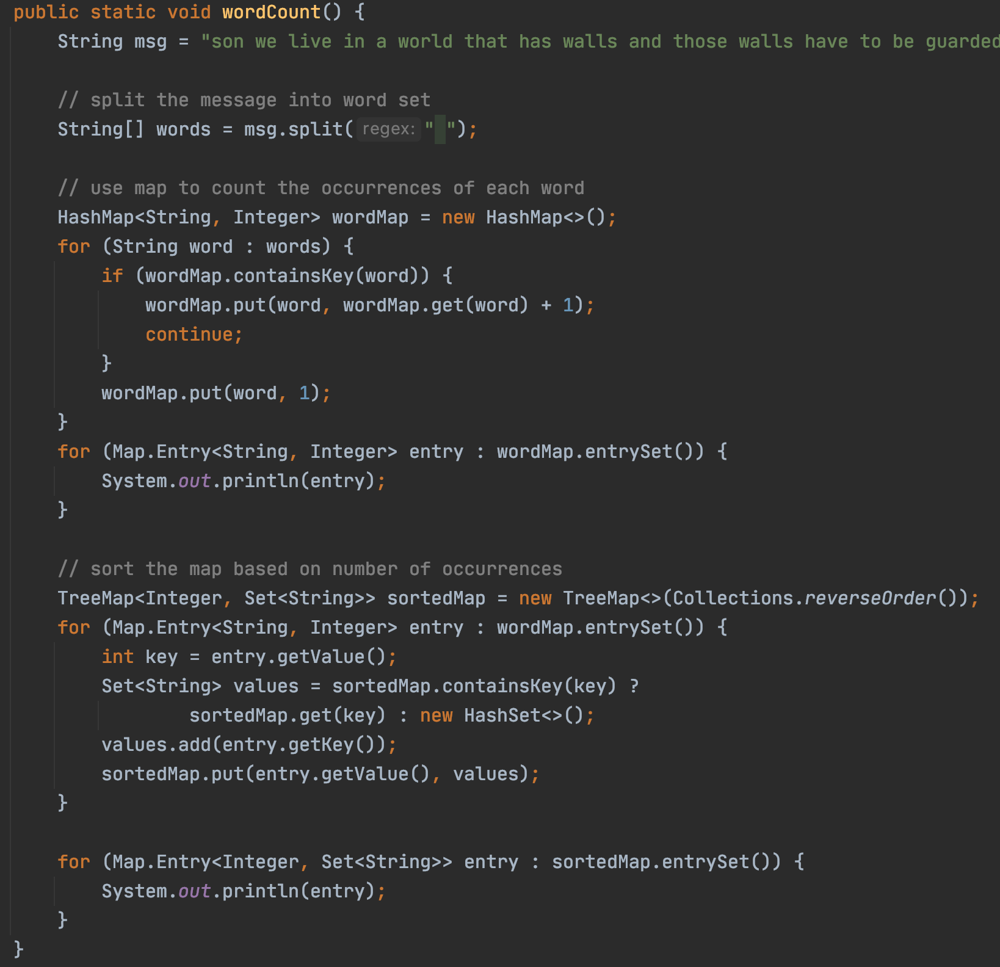 public static void wordCount() {
    String msg = "son we live in a world that has walls and those walls have to be guarded

    // split the message into word set
    String[] words = msg.split( regex: " ");

    // use map to count the occurrences of each word
    HashMap<String, Integer> wordMap = new HashMap<>();
    for (String word : words) {
        if (wordMap.containsKey(word)) {
            wordMap.put(word, wordMap.get(word) + 1);
            continue;
        }
        wordMap.put(word, 1);
    }
    for (Map.Entry<String, Integer> entry : wordMap.entrySet()) {
        System.out.println(entry);
    }

    // sort the map based on number of occurrences
    TreeMap<Integer, Set<String>> sortedMap = new TreeMap<>(Collections.reverseOrder());
    for (Map.Entry<String, Integer> entry : wordMap.entrySet()) {
        int key = entry.getValue();
        Set<String> values = sortedMap.containsKey(key) ?
                sortedMap.get(key) : new HashSet<>();
        values.add(entry.getKey());
        sortedMap.put(entry.getValue(), values);
    }

    for (Map.Entry<Integer, Set<String>> entry : sortedMap.entrySet()) {
        System.out.println(entry);
    }
}